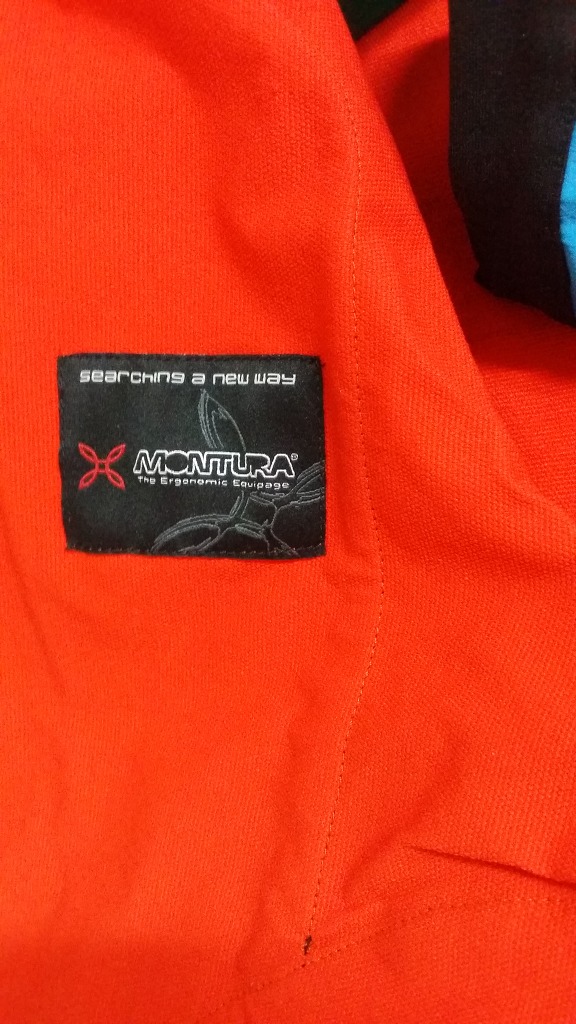 searching a new way
MONTURA®
The Ergonomic Equipage